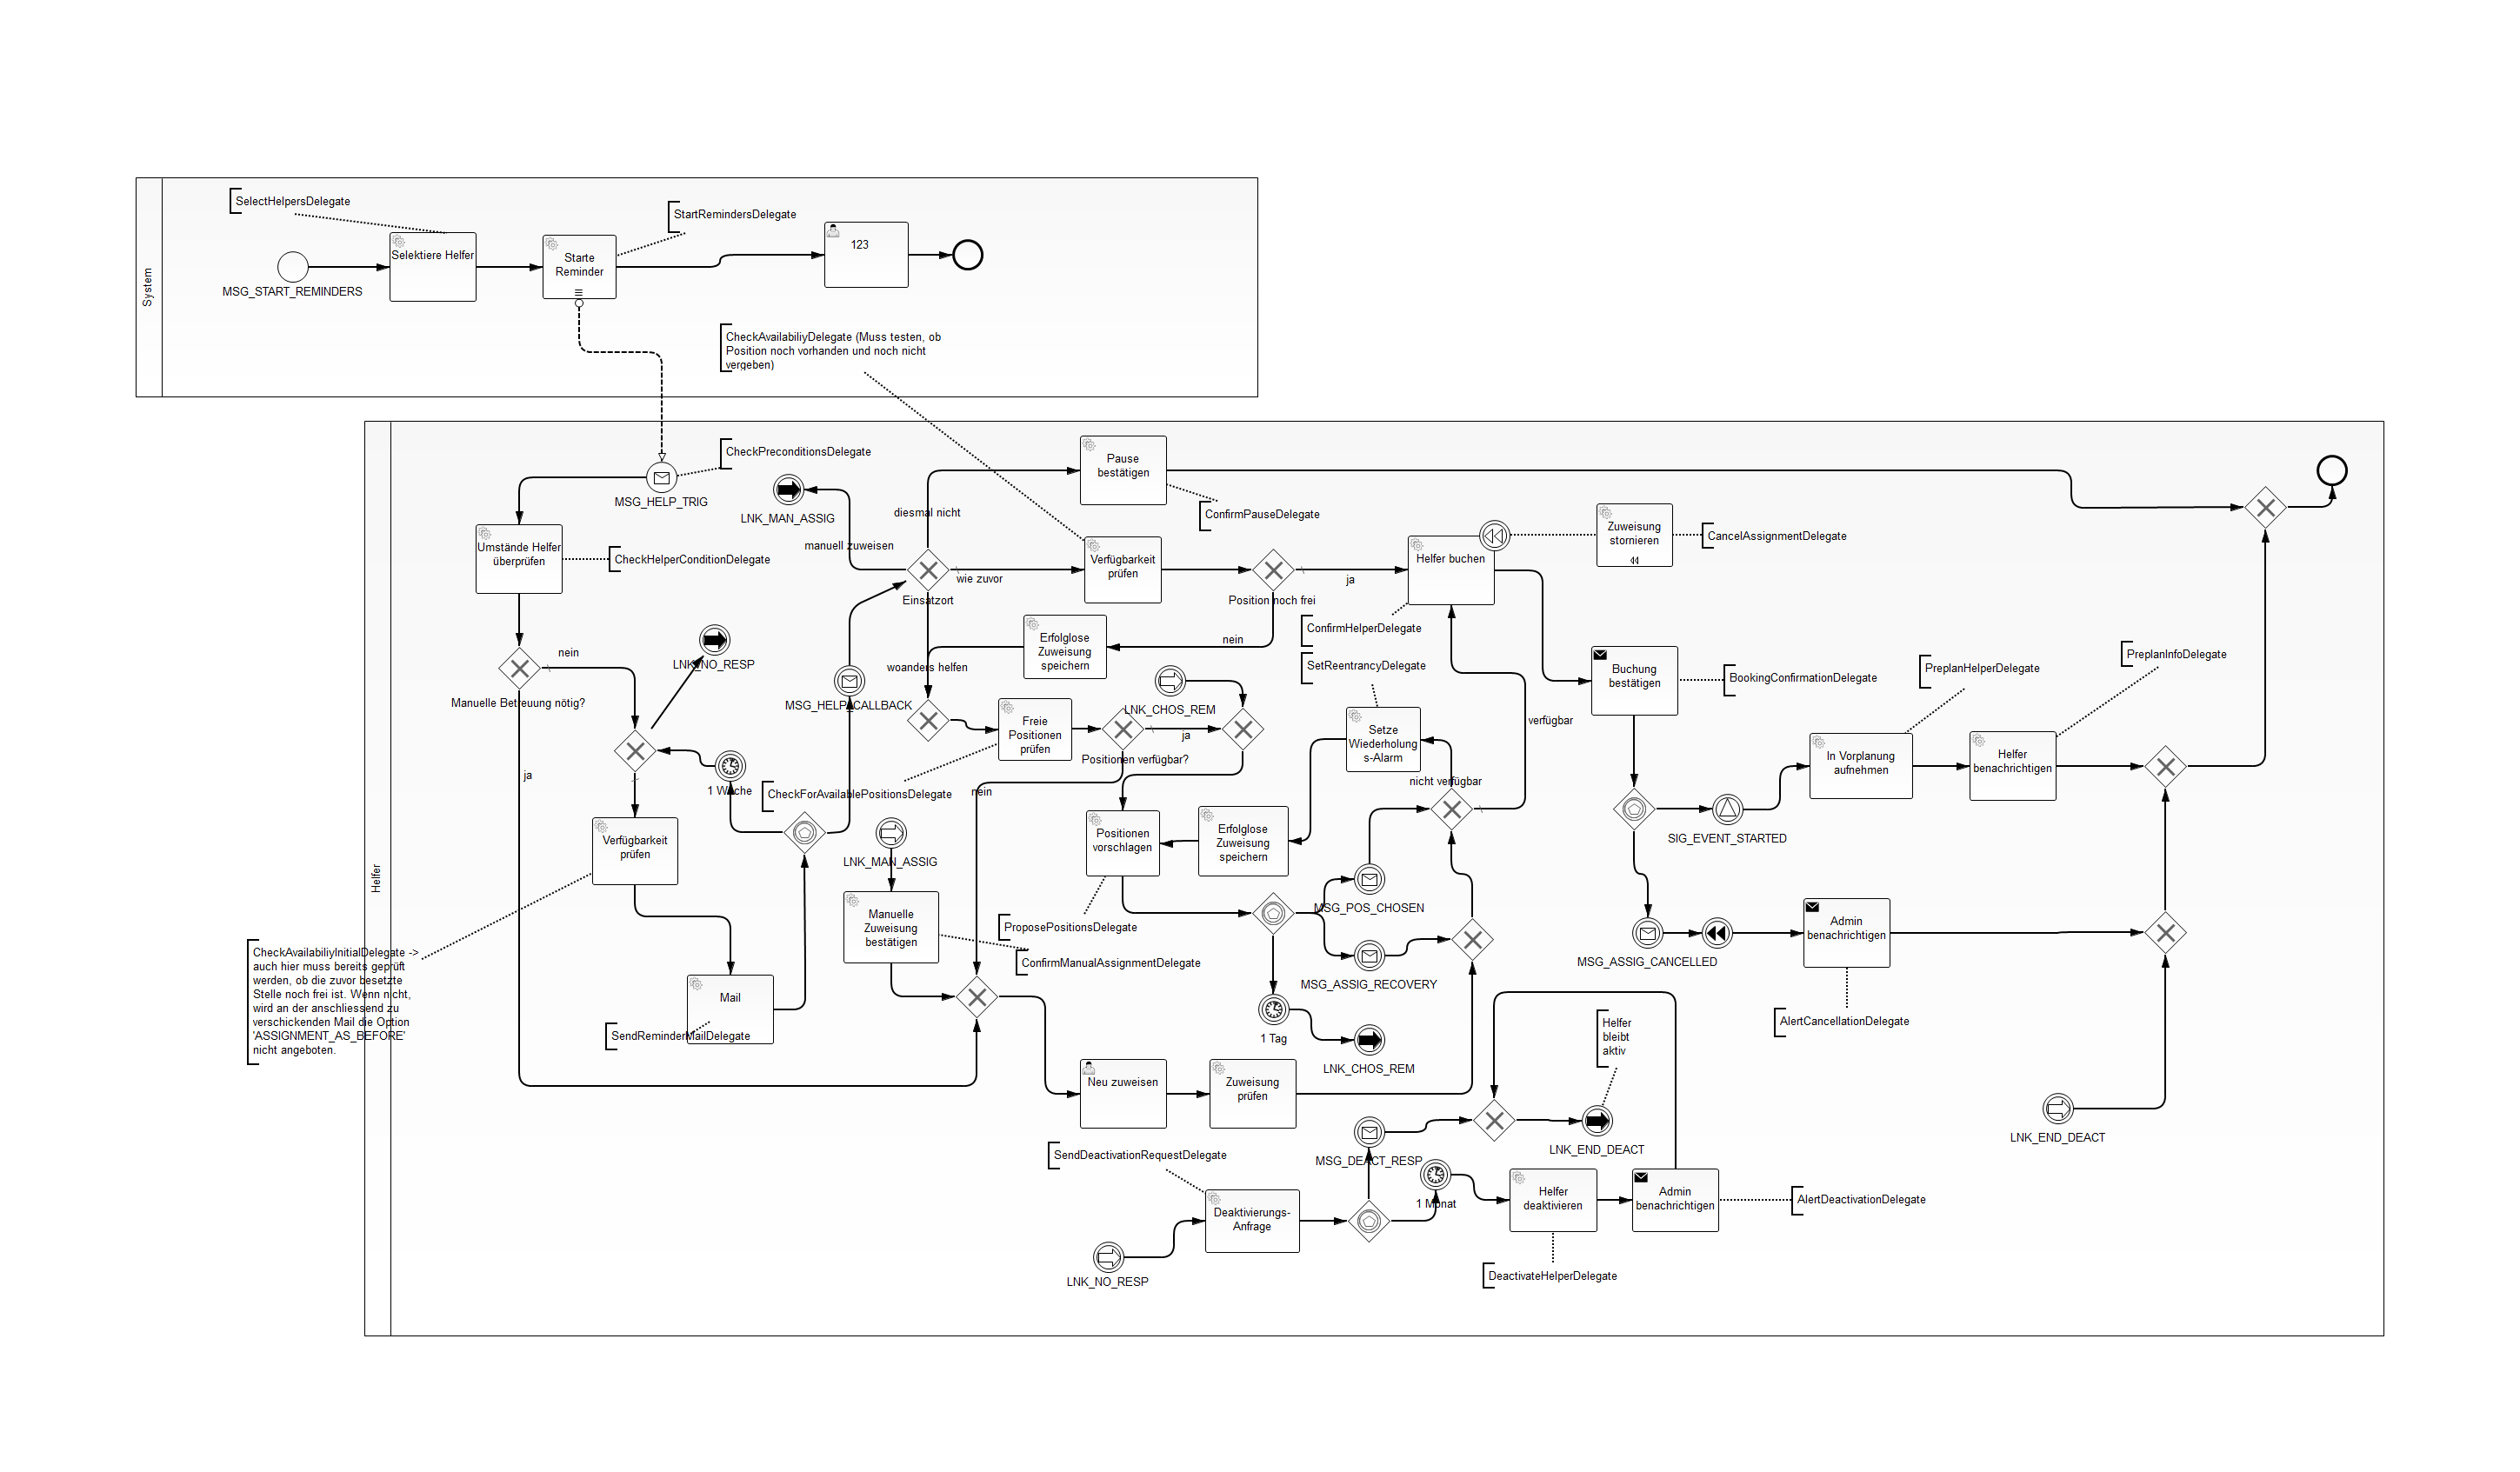 System
SelectHelpersDelegate
StartRemindersDelegate
MSG_START_REMINDERS
Selektiere Helfer
Starte
Reminder
123
CheckAvailabiliyDelegate (Muss testen, ob
Position noch vorhanden und noch nicht
vergeben)
Helfer
CheckPreconditionsDelegate
MSG_HELP_TRIG
LNK_MAN_ASSIG
diesmal nicht
manuell zuweisen
Pause
bestätigen
ConfirmPauseDelegate
Umstände Helfer
überprüfen
CheckHelperConditionDelegate
wie zuvor
Einsatzort
Verfügbarkeit
prüfen
Position noch frei
ja
Helfer buchen
Zuweisung
stornieren
CancelAssignmentDelegate
ConfirmHelperDelegate
nein
Manuelle Betreuung nötig?
LNK_NO_RESP
MSG_HELP_CALLBACK
Erfolglose
Zuweisung
speichern
nein
woanders helfen
SetReentrancyDelegate
Buchung
bestätigen
BookingConfirmationDelegate
PreplanHelperDelegate
PreplanInfoDelegate
LNK_CHOS_REM
Freie
Positionen
prüfen
ja
Positionen verfügbar?
Setze
Wiederholung
s-Alarm
verfügbar
nicht verfügbar
In Vorplanung
aufnehmen
Helfer
benachrichtigen
ja
1 Woche
CheckForAvailablePositionsDelegate
nein
SIG_EVENT_STARTED
Verfügbarkeit
prüfen
LNK_MAN_ASSIG
Positionen
vorschlagen
Erfolglose
Zuweisung
speichern
Manuelle
Zuweisung
bestätigen
MSG_POS_CHOSEN
ProposePositionsDelegate
ConfirmManualAssignmentDelegate
MSG_ASSIG_RECOVERY
MSG_ASSIG_CANCELLED
Admin
benachrichtigen
CheckAvailabiliyInitialDelegate ->
auch hier muss bereits geprüft
werden, ob die zuvor besetzte
Stelle noch frei ist. Wenn nicht,
wird an der anschliessend zu
verschickenden Mail die Option
'ASSIGNMENT_AS_BEFORE'
nicht angeboten.
Mail
SendReminderMailDelegate
1 Tag
LNK_CHOS_REM
Helfer
bleibt
aktiv
AlertCancellationDelegate
Neu zuweisen
Zuweisung
prüfen
LNK_END_DEACT
LNK_END_DEACT
SendDeactivationRequestDelegate
MSG_DEACT_RESP
1 Monat
Deaktivierungs-
Anfrage
Helfer
deaktivieren
Admin
benachrichtigen
AlertDeactivationDelegate
LNK_NO_RESP
DeactivateHelperDelegate